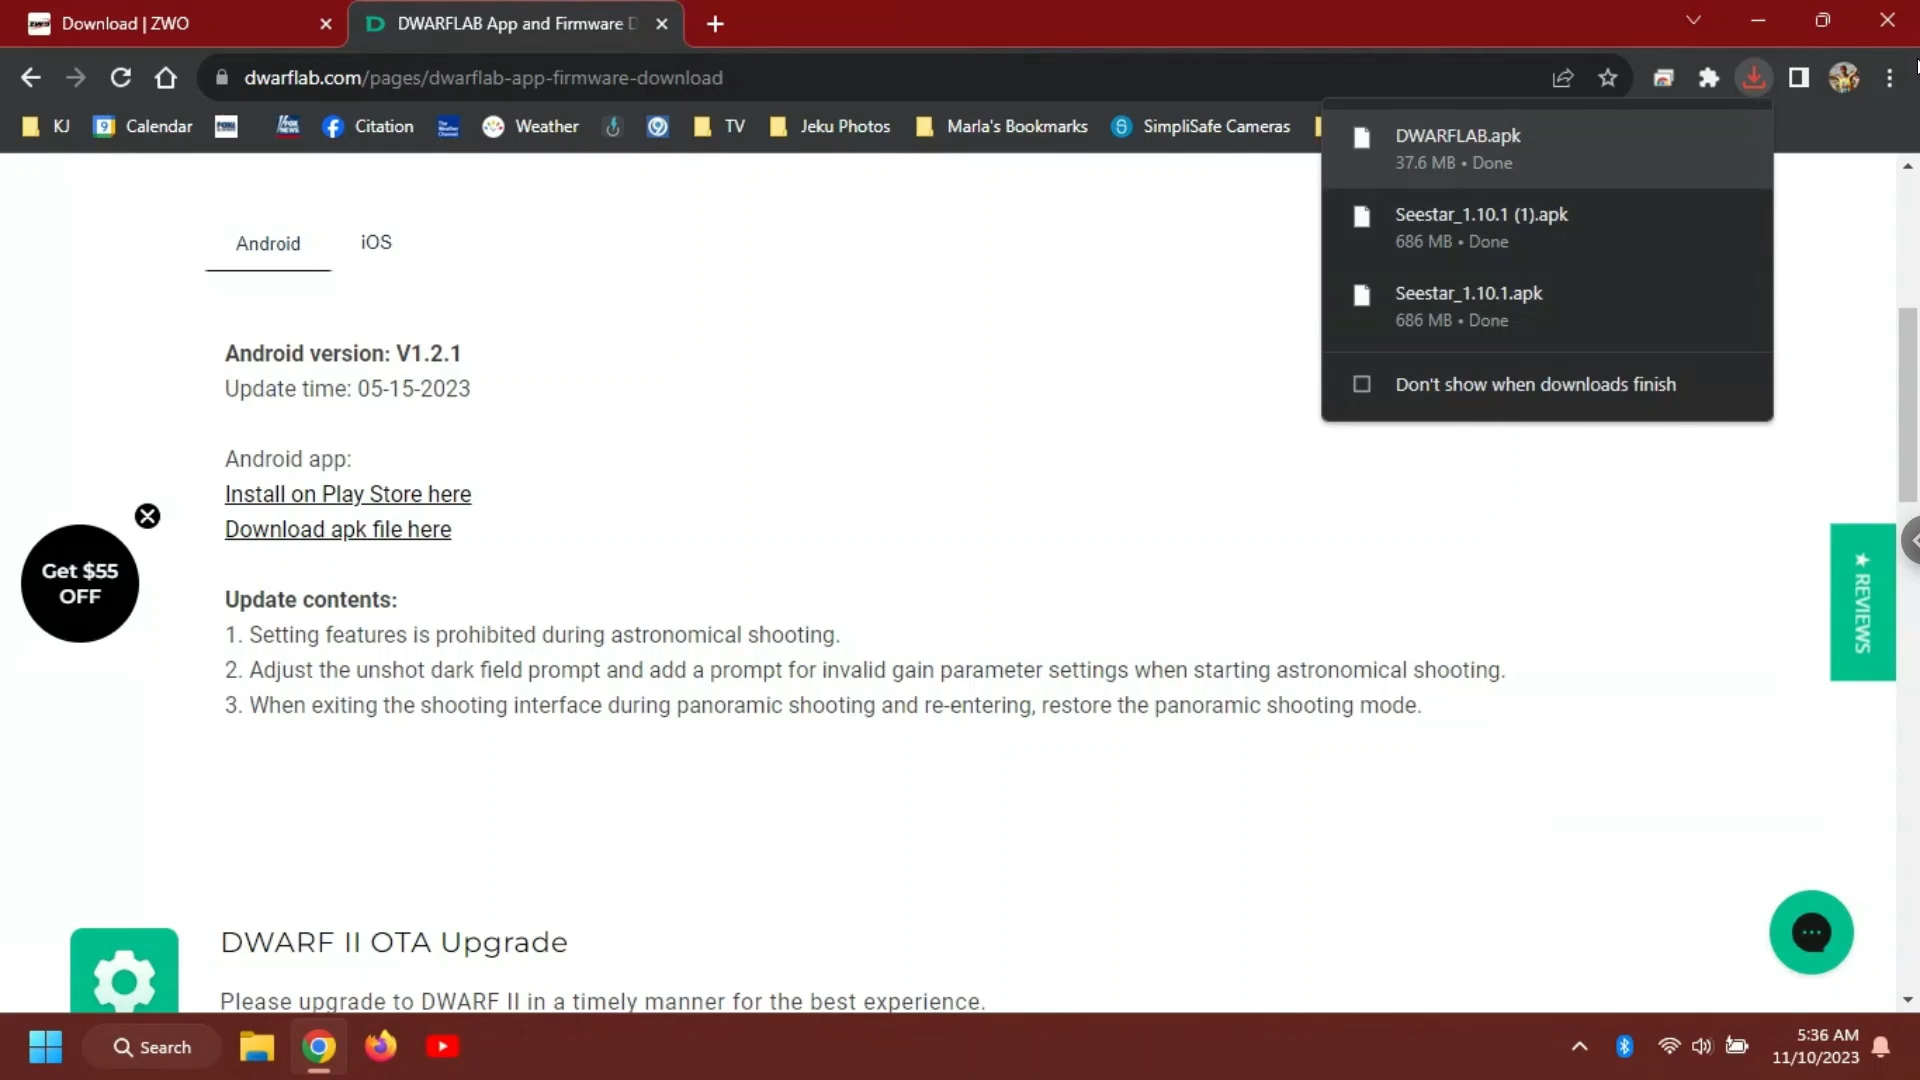 Download | ZWO
DWARFLAB App and Firmware D
dwarflab.com/pages/dwarflab-app-firmware-download
KJ
9
Calendar
Citation
Weather
TV
Jeku Photos
Marla's Bookmarks
SimpliSafe Cameras
DWARFLAB.apk
37.6 MB • Done
Seestar_1.10.1 (1).apk
686 MB • Done
Seestar_1.10.1.apk
686 MB • Done
Don't show when downloads finish
Android
iOS
Android version: V1.2.1
Update time: 05-15-2023
Android app:
Install on Play Store here
Download apk file here
Get $55
OFF
★ REVIEWS
Update contents:
1. Setting features is prohibited during astronomical shooting.
2. Adjust the unshot dark field prompt and add a prompt for invalid gain parameter settings when starting astronomical shooting.
3. When exiting the shooting interface during panoramic shooting and re-entering, restore the panoramic shooting mode.
DWARF II OTA Upgrade
Please upgrade to DWARF II in a timely manner for the best experience.
Search
5:36 AM
11/10/2023